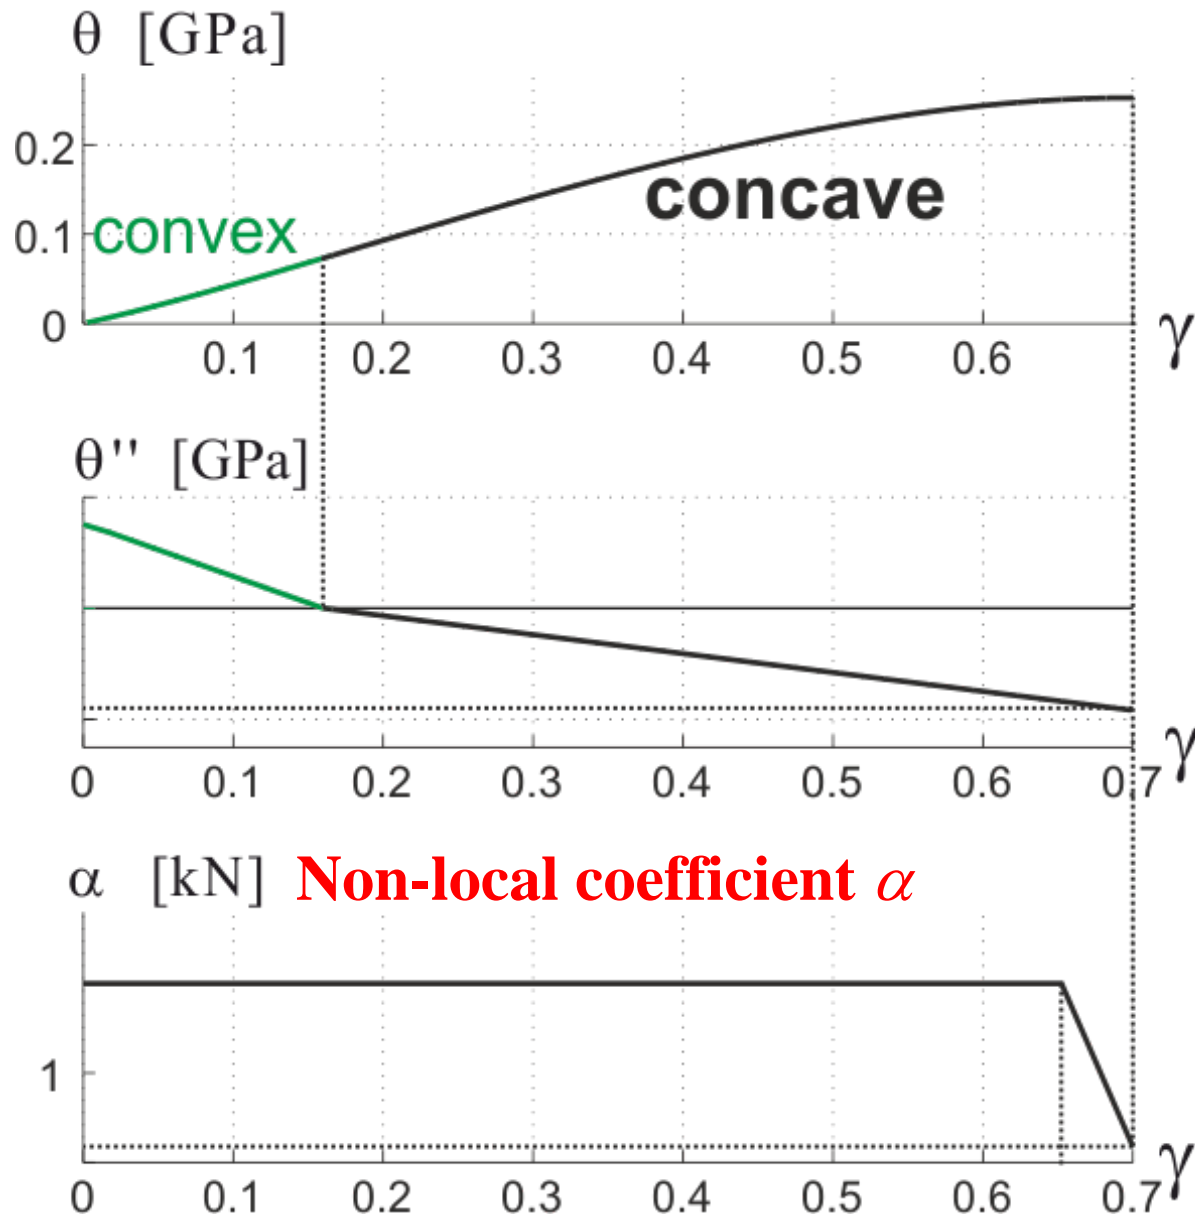 θ [GPa]
0.2
concave
0.1
convex
0
0.1 0.2 0.3 0.4 0.5 0.6
γ
θ'' [GPa]
γ
0 0.1 0.2 0.3 0.4 0.5 0.6 0.7
α [kN] Non-local coefficient α
1
γ
0 0.1 0.2 0.3 0.4 0.5 0.6 0.7